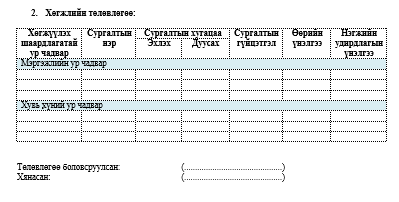 2. Хөгжлийн төлөвлөгөө:
Хөгжүүлэх шаардлагатай ур чадвар
Сургалтын нэр
Сургалтын хугацаа
Эхлэх
Дуусах
Сургалтын гүйцэтгэл
Өөрийн үнэлгээ
Нэгжийн удирдлагын үнэлгээ
Мэргэжлийн ур чадвар
Хувь хүний ур чадвар
Төлөвлөгөө боловсруулсан: (........................................)
Хянасан: (........................................)